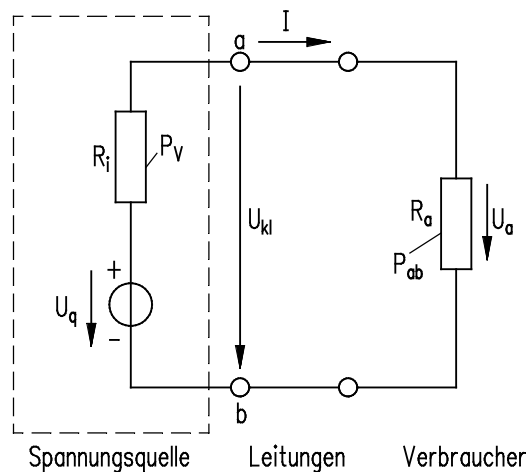 I
a
R_i
P_V
U_kl
R_a
U_a
P_ab
+
U_q
-
b
Spannungsquelle
Leitungen
Verbraucher